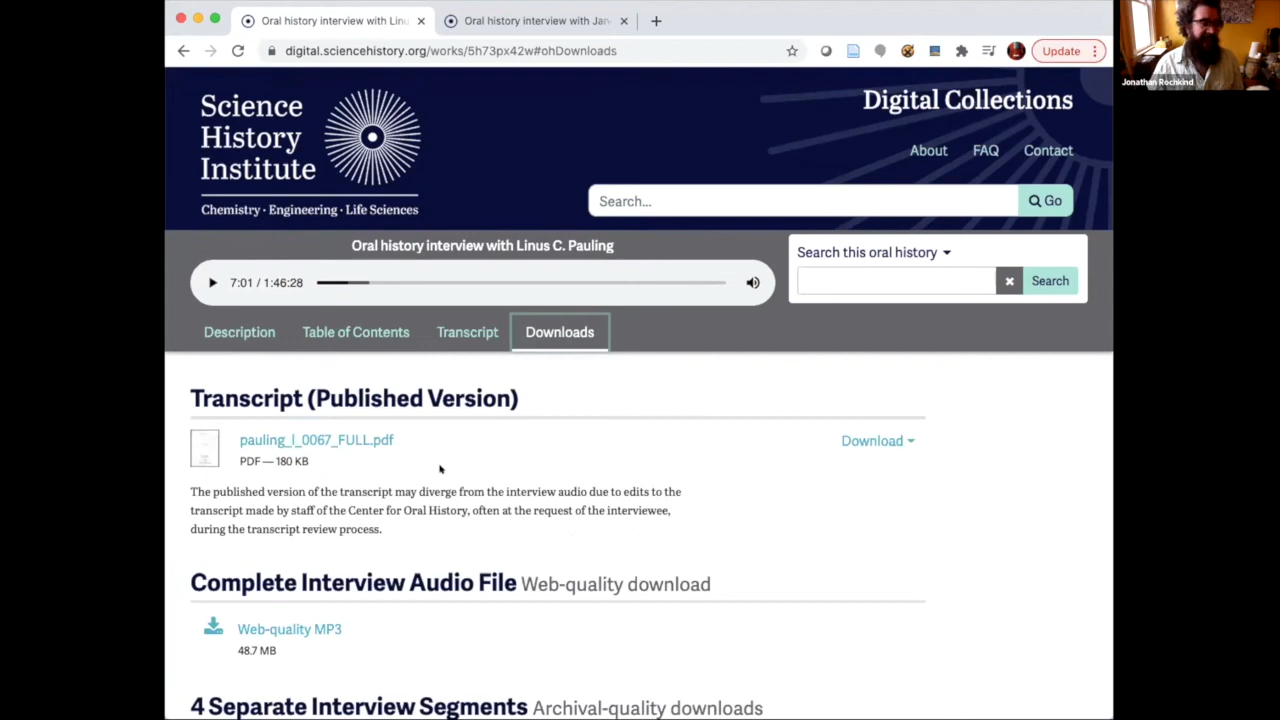 Oral history interview with Linu
Oral history interview with Jan
digital.sciencehistory.org/works/5h73px42w#ohDownloads
Update
Jonathan Rochkind
Science
History
Institute
Chemistry · Engineering · Life Sciences
Digital Collections
About FAQ Contact
Search...
Go
Oral history interview with Linus C. Pauling
7:01 / 1:46:28
Search this oral history
Search
Description Table of Contents Transcript Downloads
Transcript (Published Version)
pauling_l_0067_FULL.pdf
PDF — 180 KB
Download
The published version of the transcript may diverge from the interview audio due to edits to the
transcript made by staff of the Center for Oral History, often at the request of the interviewee,
during the transcript review process.
Complete Interview Audio File Web-quality download
Web-quality MP3
48.7 MB
4 Separate Interview Segments Archival-quality downloads